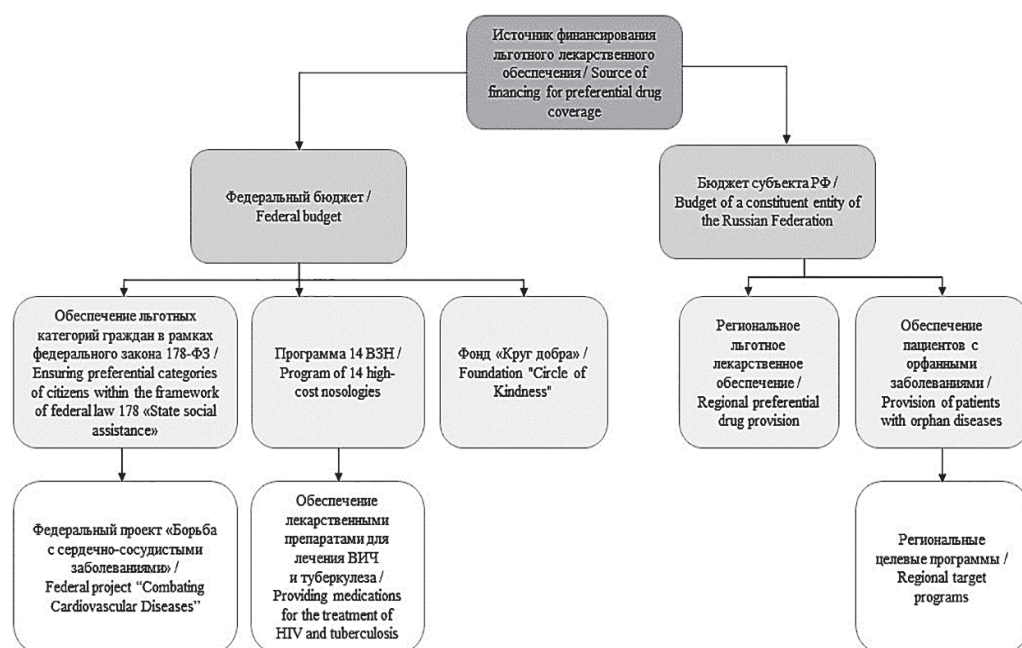 Источник финансирования
льготного лекарственного
обеспечения / Source of
financing for preferential drug
coverage
Федеральный бюджет /
Federal budget
Бюджет субъекта РФ /
Budget of a constituent entity of
the Russian Federation
Обеспечение льготных
категорий граждан в рамках
федерального закона 178-ФЗ /
Ensuring preferential categories
of citizens within the framework
of federal law 178 «State social
assistance»
Программа 14 ВЗН /
Program of 14 high-
cost nosologies
Фонд «Круг добра» /
Foundation "Circle of
Kindness"
Региональное
льготное
лекарственное
обеспечение /
Regional preferential
drug provision
Обеспечение
пациентов с
орфанными
заболеваниями /
Provision of patients
with orphan diseases
Федеральный проект «Борьба
с сердечно-сосудистыми
заболеваниями» /
Federal project “Combating
Cardiovascular Diseases”
Обеспечение
лекарственными
препаратами для
лечения ВИЧ
и туберкулеза /
Providing medications
for the treatment of
HIV and tuberculosis
Региональные
целевые программы /
Regional target
programs